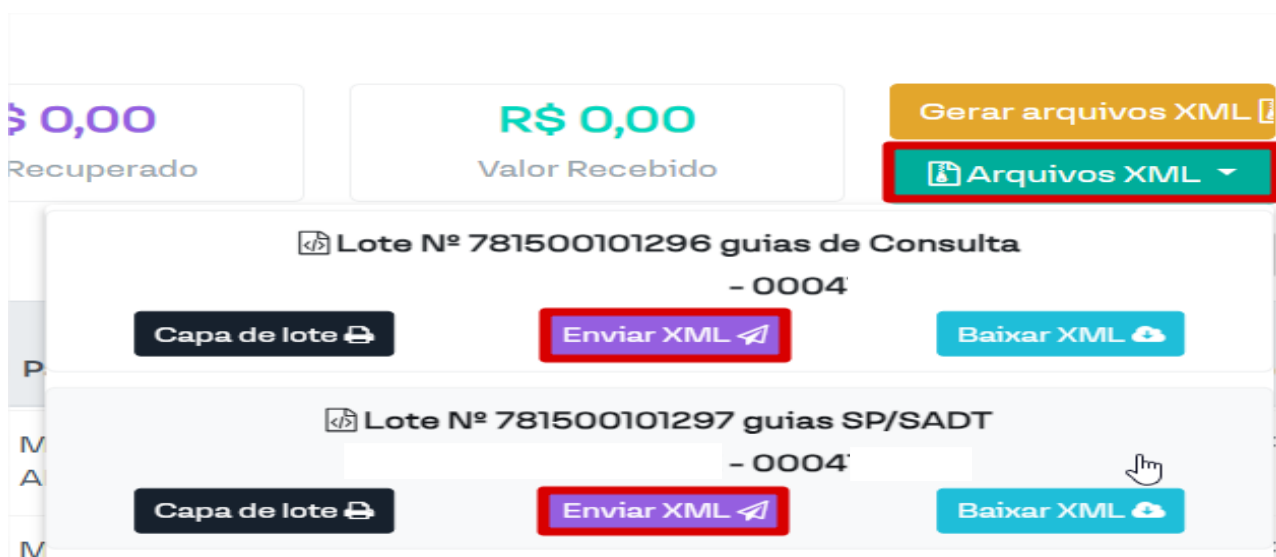 $ 0,00
Recuperado
R$ 0,00
Valor Recebido
Gerar arquivos XML
Arquivos XML
Lote Nº 781500101296 guias de Consulta
- 0004
Capa de lote
Enviar XML
Baixar XML
P
Lote Nº 781500101297 guias SP/SADT
- 0004
M
A
Capa de lote
Enviar XML
Baixar XML
M